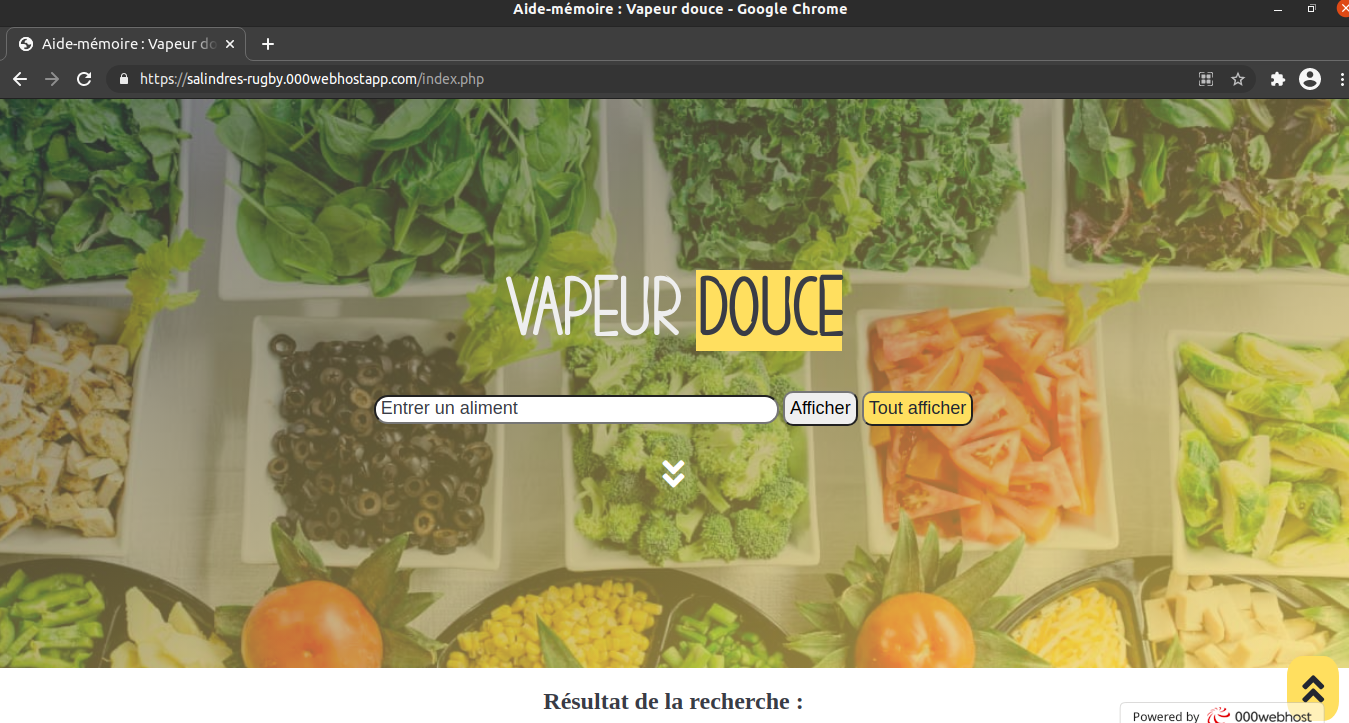 Aide-mémoire : Vapeur douce - Google Chrome
Aide-mémoire : Vapeur do
https://salindres-rugby.000webhostapp.com/index.php
VAPEUR DOUCE
Entrer un aliment Afficher Tout afficher
Résultat de la recherche :
Powered by 000webhost